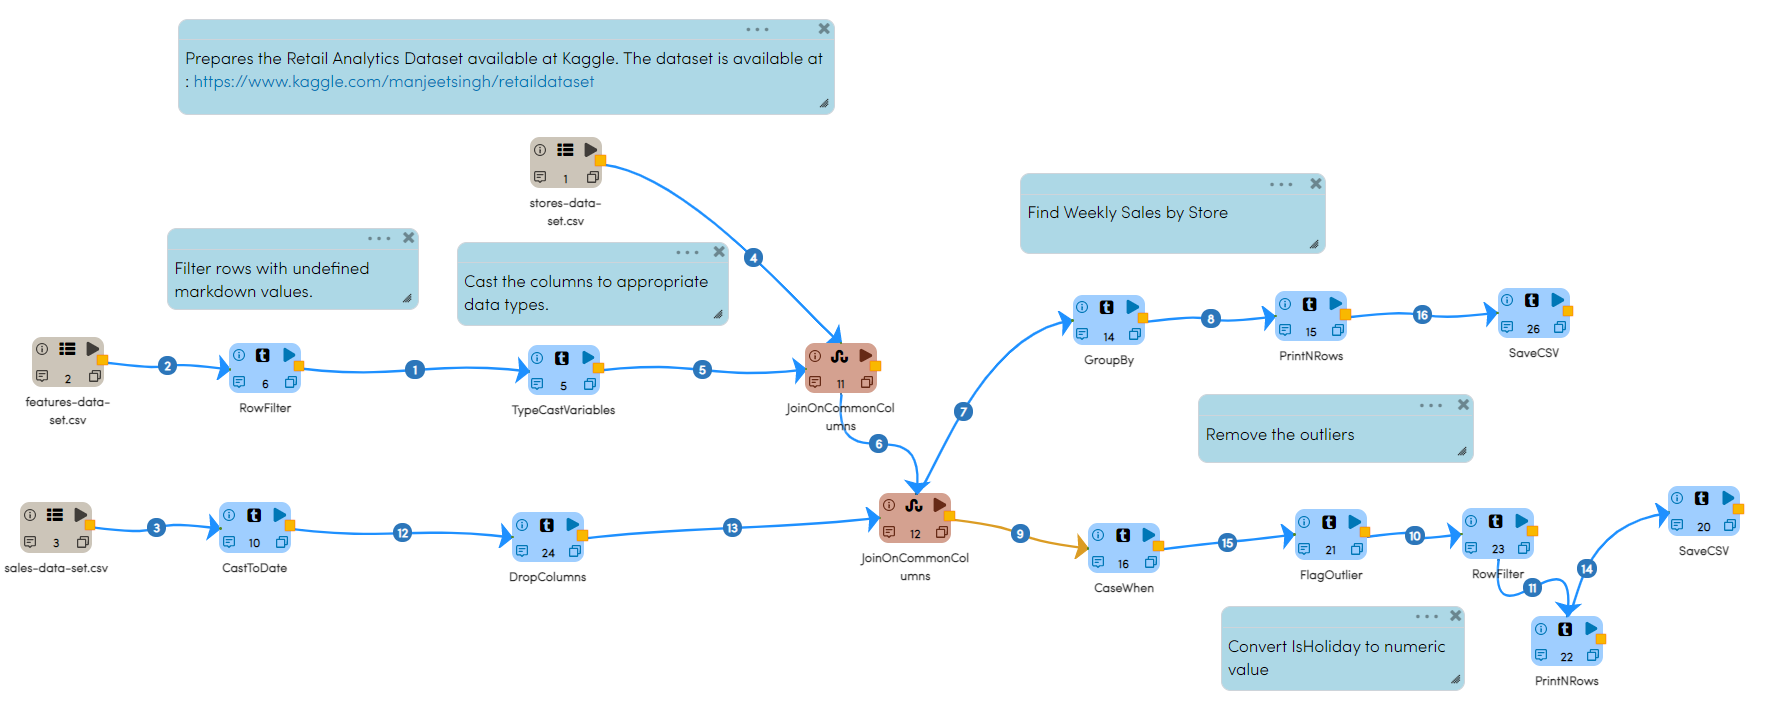 Prepares the Retail Analytics Dataset available at Kaggle. The dataset is available at
: https://www.kaggle.com/manjeetsingh/retaildataset
1
stores-data-
set.csv
4
Find Weekly Sales by Store
Filter rows with undefined
markdown values.
Cast the columns to appropriate
data types.
2
features-data-
set.csv
2
6
RowFilter
1
5
TypeCastVariables
5
11
JoinOnCommonCol
umns
6
7
14
GroupBy
8
15
PrintNRows
16
26
SaveCSV
Remove the outliers
3
sales-data-set.csv
3
10
CastToDate
12
24
DropColumns
13
12
JoinOnCommonCol
umns
9
16
CaseWhen
15
21
FlagOutlier
10
23
RowFilter
11
14
20
SaveCSV
22
PrintNRows
Convert IsHoliday to numeric
value